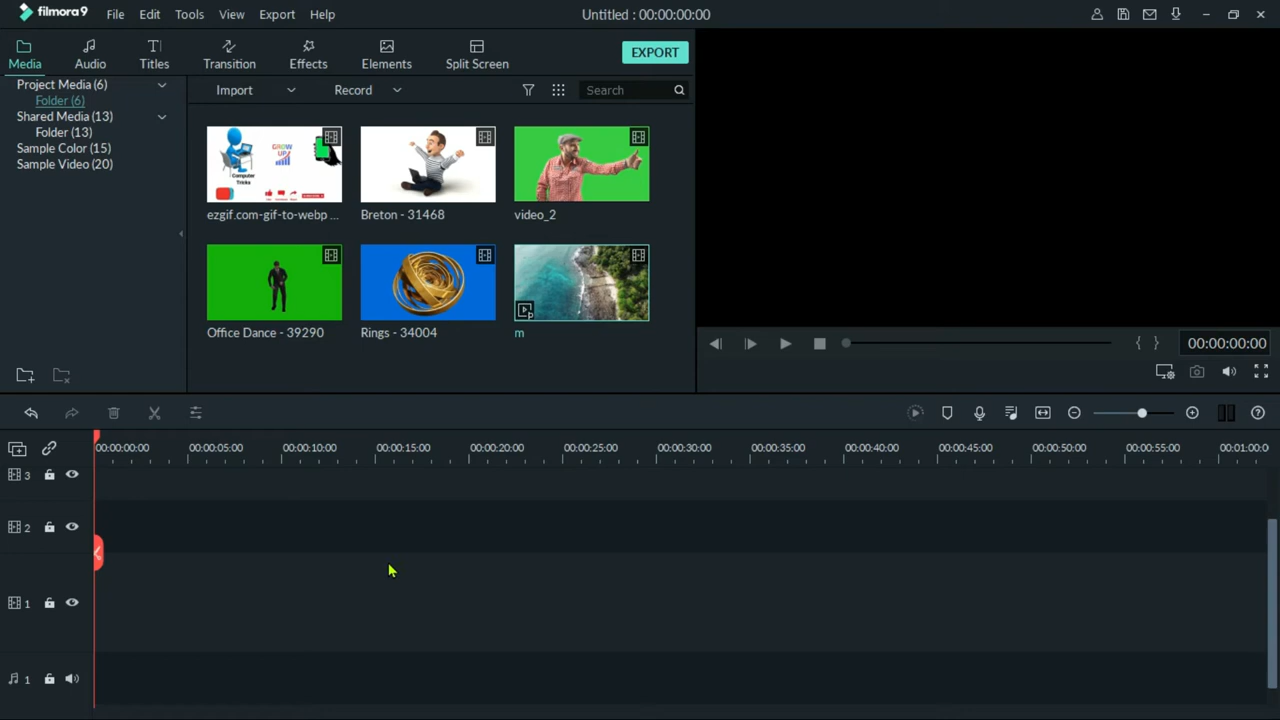 filmora9 File Edit Tools View Export Help Untitled : 00:00:00:00
Media Audio Titles Transition Effects Elements Split Screen EXPORT
Project Media (6)
Folder (6)
Shared Media (13)
Folder (13)
Sample Color (15)
Sample Video (20)
Import Record Search
Computer
Tricks
GROW
UP
ezgif.com-gif-to-webp ... Breton - 31468 video_2
Office Dance - 39290 Rings - 34004 m
00:00:00:00
00:00:00:00 00:00:05:00 00:00:10:00 00:00:15:00 00:00:20:00 00:00:25:00 00:00:30:00 00:00:35:00 00:00:40:00 00:00:45:00 00:00:50:00 00:00:55:00 00:01:00:0
3
2
1
1